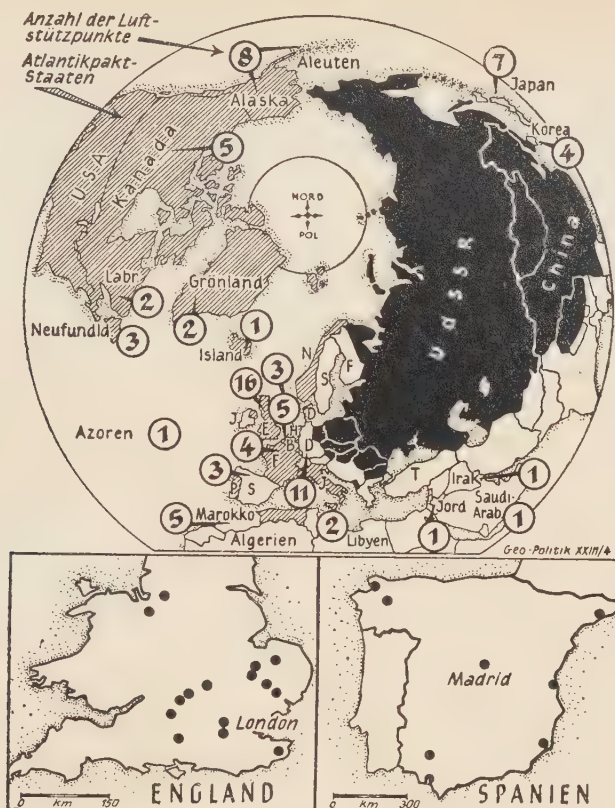 Anzahl der Luft-
stützpunkte
Atlantikpakt-
Staaten
8
Aleuten
Alaska
7
Japan
Korea
4
USA
Kanada
5
NORD
POL
UdSSR
China
Labr.
2
Grönland
2
Neufundld.
3
Island
1
N
S
F
3
16
5
D
J
E
H
B
D
4
F
Azoren
1
3
P
S
11
J
T
Irak
1
Saudi-
Arab.
1
Jord
1
5
Marokko
Algerien
2
Libyen
Geo-Politik XXIII/4
London
0 km 150
ENGLAND
Madrid
0 km 300
SPANIEN